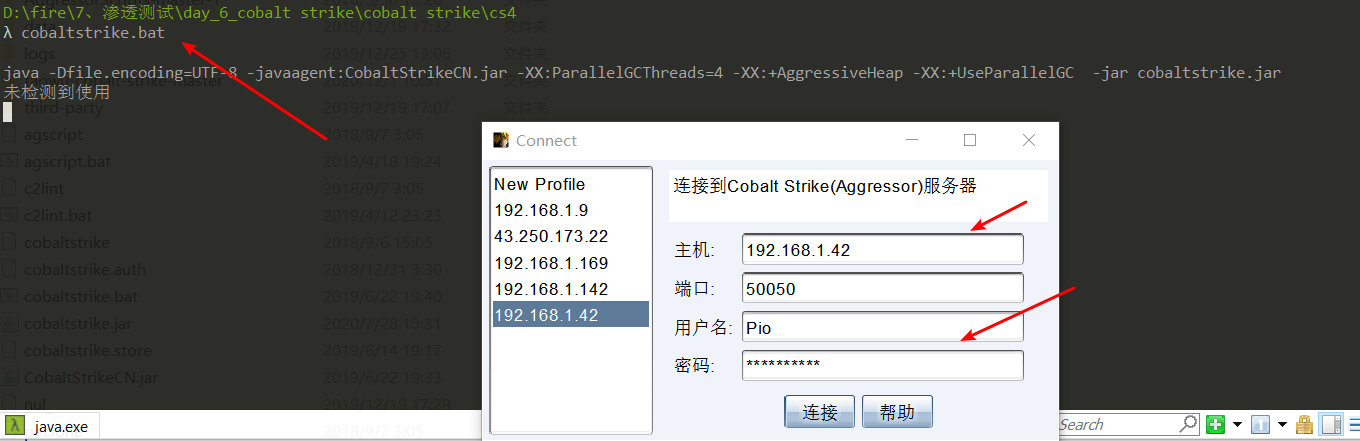 D:\fire\7、渗透测试\day_6_cobalt strike\cobalt strike\cs4
λ cobaltstrike.bat
2019/12/19 17:32
logs
2019/12/25 13:06
文件夹
java -Dfile.encoding=UTF-8 -javaagent:CobaltStrikeCN.jar -XX:ParallelGCThreads=4 -XX:+AggressiveHeap -XX:+UseParallelGC -jar cobaltstrike.jar
未检测到使用
third-party
2019/12/19 17:07
文件夹
agscript
2018/9/7 3:05
agscript.bat
2019/4/18 19:24
c2lint
2018/9/7 3:05
c2lint.bat
2019/4/12 23:23
cobaltstrike
2018/9/6 15:05
cobaltstrike.auth
2018/12/31 3:30
cobaltstrike.bat
2019/6/22 19:40
cobaltstrike.jar
2020/7/28 15:31
cobaltstrike.store
2019/6/14 19:17
CobaltStrikeCN.jar
2019/6/22 19:33
nul
2019/12/19 17:28
Connect
New Profile
192.168.1.9
43.250.173.22
192.168.1.169
192.168.1.142
192.168.1.42
连接到Cobalt Strike(Aggressor)服务器
主机: 192.168.1.42
端口: 50050
用户名: Pio
密码: **********
连接 帮助
λ java.exe
Search